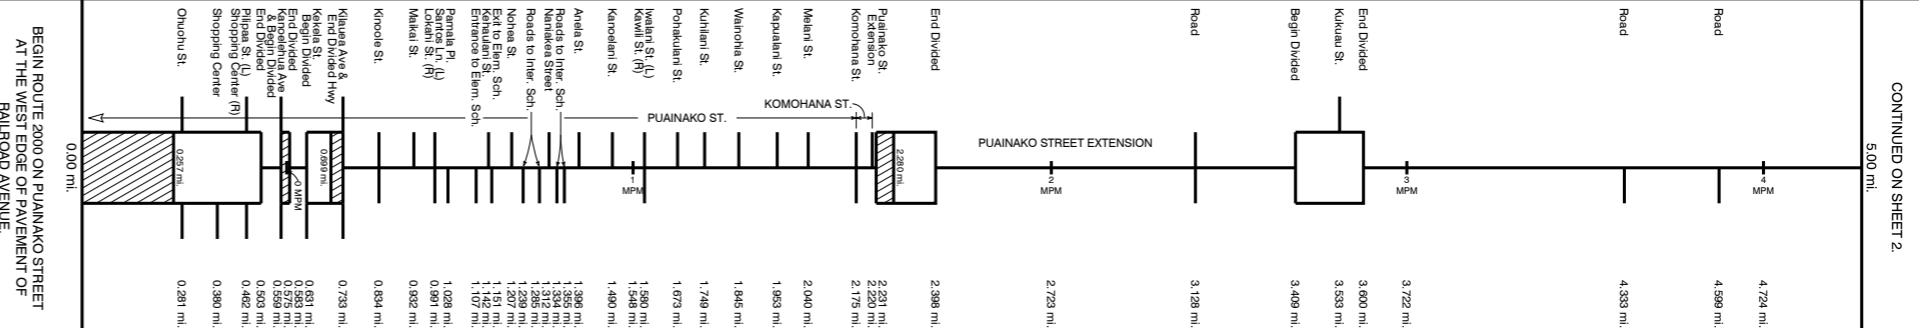 BEGIN ROUTE 2000 ON PUAINAKO STREET
AT THE WEST EDGE OF PAVEMENT OF
RAILROAD AVENUE.
0.00 mi.
Ohuohu St.
Shopping Center
Pilipaa St. (L)
Shopping Center (R)
End Divided
Kanoelehua Ave
& Begin Divided
End Divided
Begin Divided
Kekela St.
Kilauea Ave &
End Divided Hwy
Kinoole St.
Maikai St.
Lokahi St. (R)
Santos Ln. (L)
Pamala Pl.
Entrance to Elem. Sch.
Kehaulani St.
Exit to Elem. Sch.
Nohea St.
Roads to Inter. Sch.
Naniakea Street
Roads to Inter. Sch.
Anela St.
Kanoelani St.
Kawii St. (R)
Iwalani St. (L)
Pohakulani St.
Kuhilani St.
Wainohia St.
Kapualani St.
Melani St.
Komohana St.
Extension
Puainako St.
End Divided
Road
Begin Divided
Kukuau St.
End Divided
Road
Road
KOMOHANA ST.
PUAINAKO ST.
PUAINAKO STREET EXTENSION
0.257 mi.
0 MPM
0.699 mi.
1
MPM
2.280 mi.
2
MPM
3
MPM
4
MPM
0.281 mi.
0.380 mi.
0.462 mi.
0.503 mi.
0.559 mi.
0.575 mi.
0.583 mi.
0.631 mi.
0.733 mi.
0.834 mi.
0.932 mi.
0.991 mi.
1.028 mi.
1.107 mi.
1.142 mi.
1.151 mi.
1.207 mi.
1.239 mi.
1.285 mi.
1.312 mi.
1.334 mi.
1.355 mi.
1.396 mi.
1.490 mi.
1.548 mi.
1.580 mi.
1.673 mi.
1.749 mi.
1.845 mi.
1.953 mi.
2.040 mi.
2.175 mi.
2.220 mi.
2.231 mi.
2.398 mi.
2.723 mi.
3.128 mi.
3.409 mi.
3.533 mi.
3.600 mi.
3.722 mi.
4.333 mi.
4.599 mi.
4.724 mi.
5.00 mi.
CONTINUED ON SHEET 2.